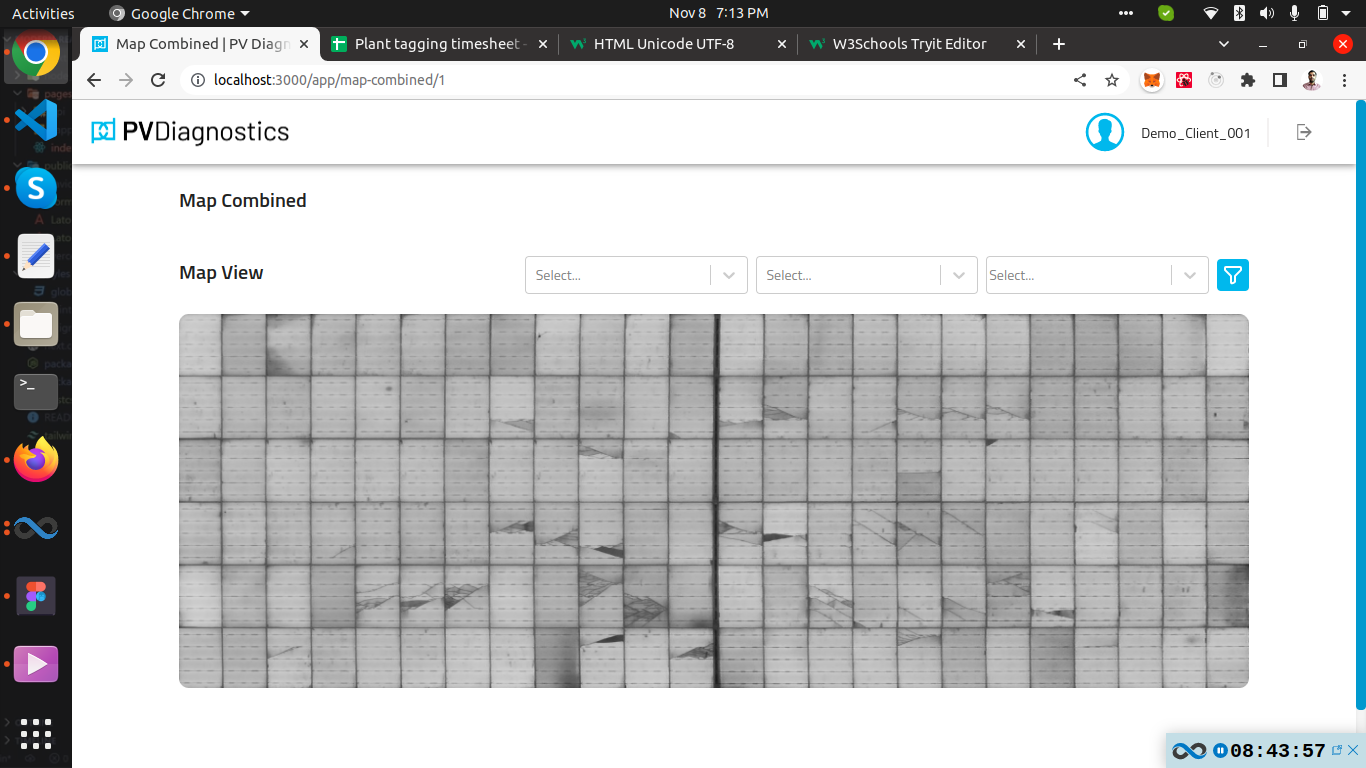 Activities
Google Chrome
Nov 8 7:13 PM
Map Combined | PV Diagn
Plant tagging timesheet -
HTML Unicode UTF-8
W3Schools Tryit Editor
localhost:3000/app/map-combined/1
PVDiagnostics
Demo_Client_001
Map Combined
Map View
Select...
Select...
Select...
08:43:57